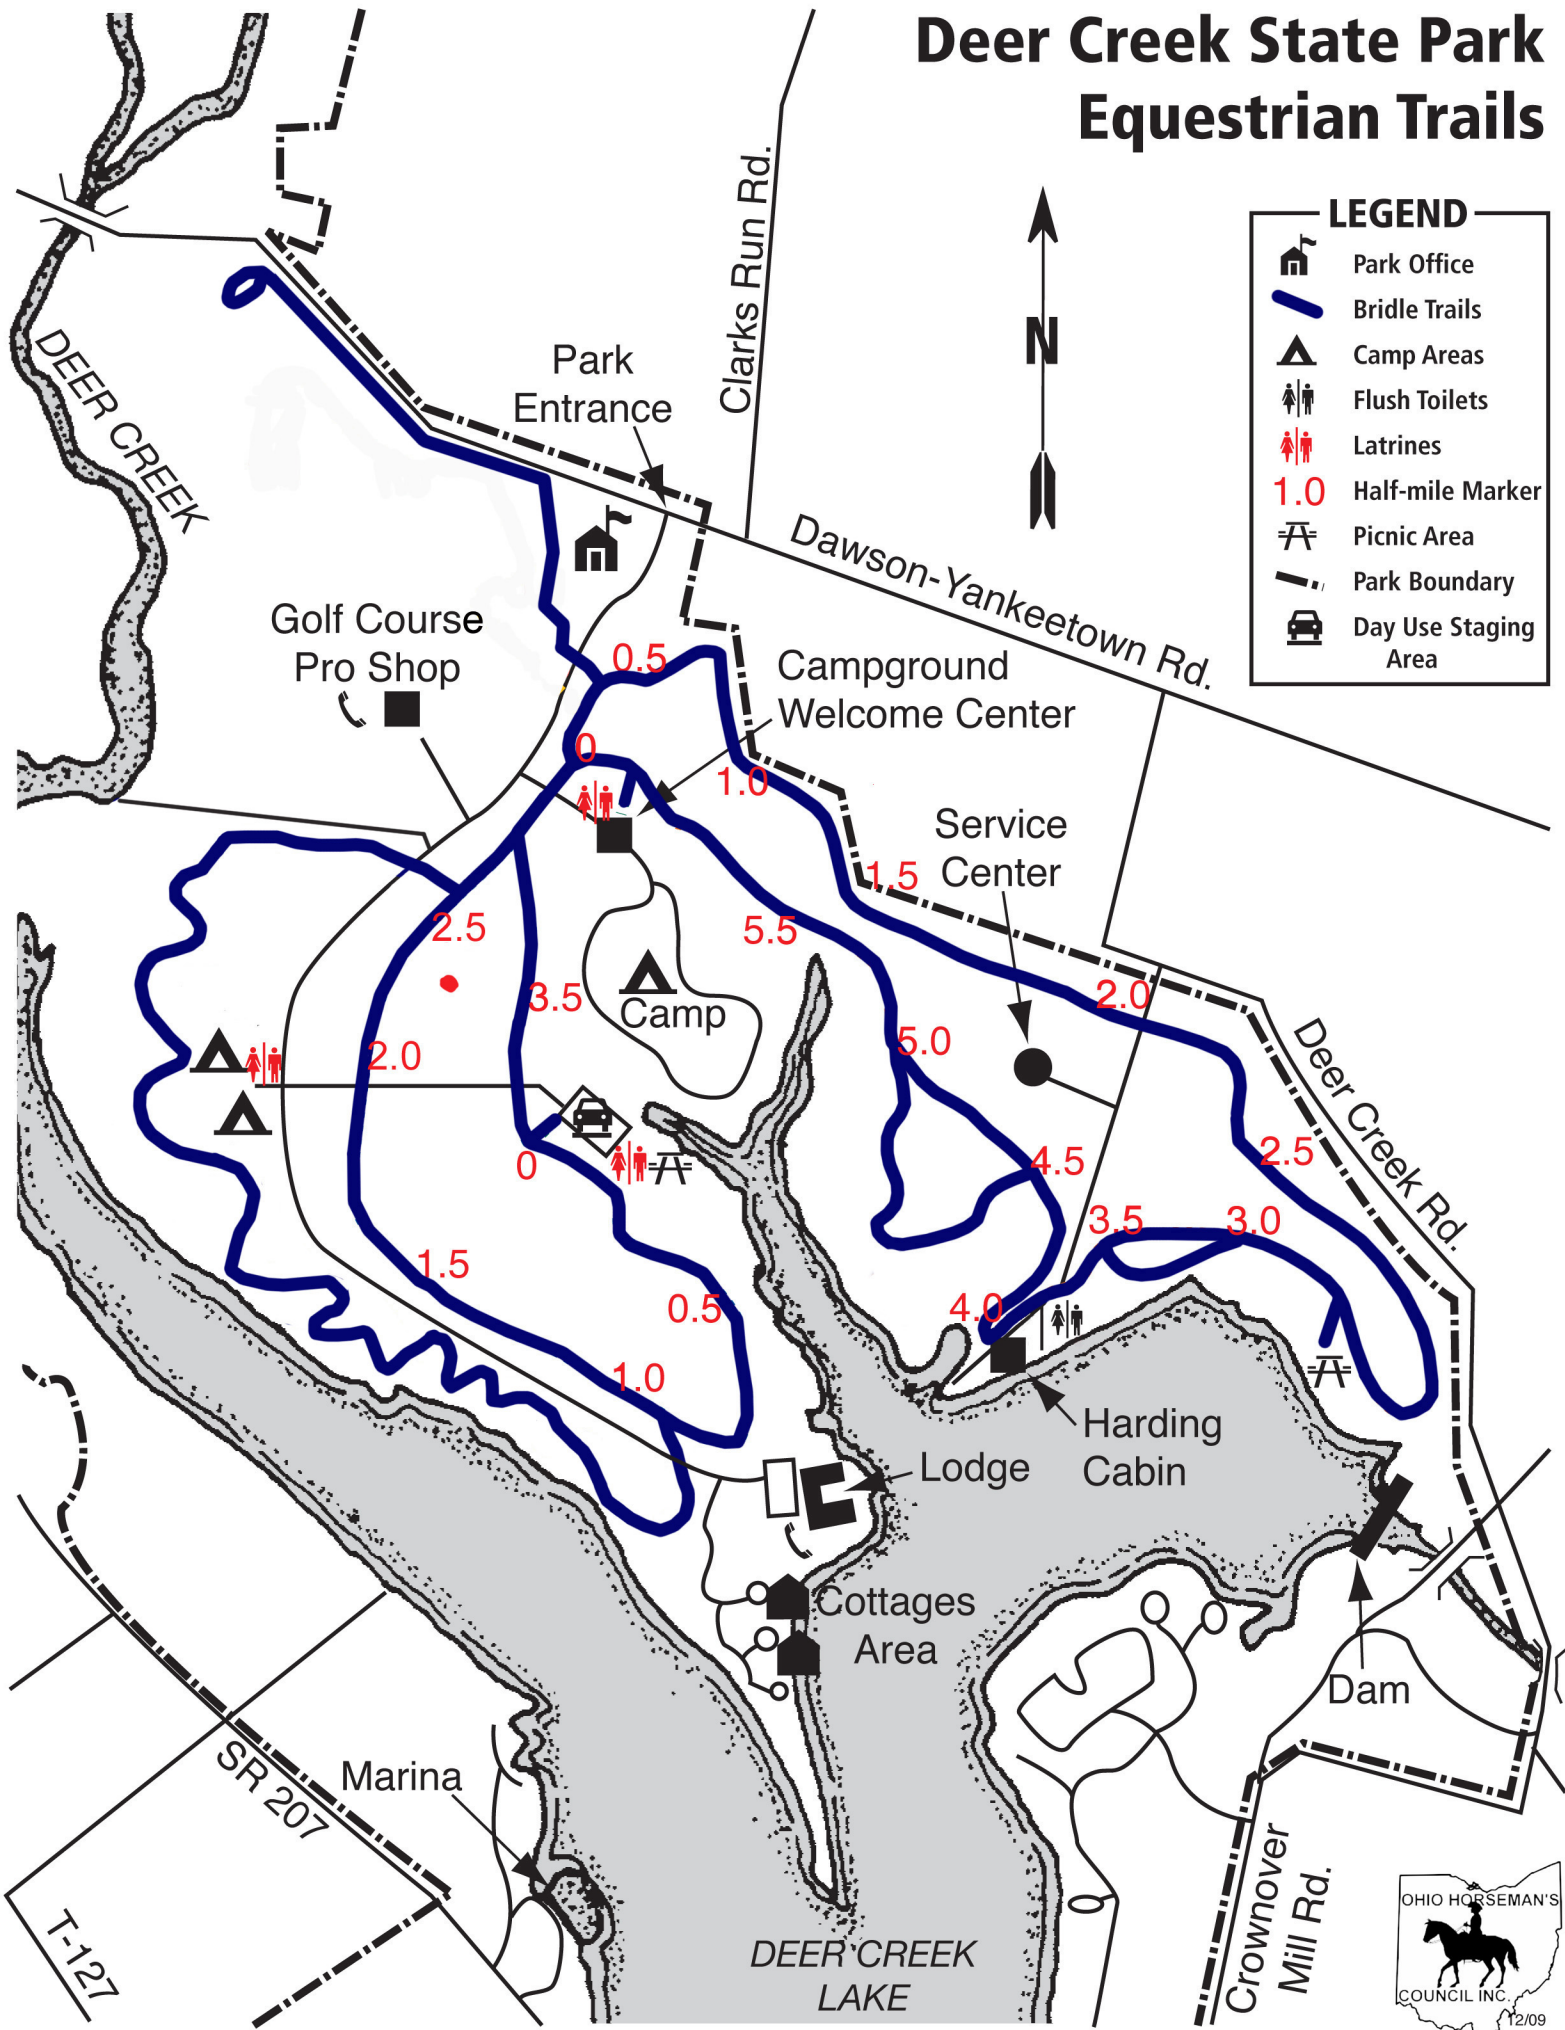 Deer Creek State Park
Equestrian Trails
LEGEND
Park Office
Bridle Trails
Camp Areas
Flush Toilets
Latrines
1.0 Half-mile Marker
Picnic Area
Park Boundary
Day Use Staging
Area
N
Clarks Run Rd.
DEER CREEK
Park
Entrance
Dawson-Yankeetown Rd.
Golf Course
Pro Shop
0.5
Campground
Welcome Center
0
1.0
Service
Center
1.5
2.5
5.5
3.5
Camp
2.0
5.0
2.0
Deer Creek Rd.
0
4.5
2.5
3.5
3.0
1.5
0.5
4.0
1.0
Harding
Cabin
Lodge
Cottages
Area
Dam
SR 207
Marina
T-127
Crownover
Mill Rd.
DEER CREEK
LAKE
OHIO HORSEMAN'S
COUNCIL INC.
12/09